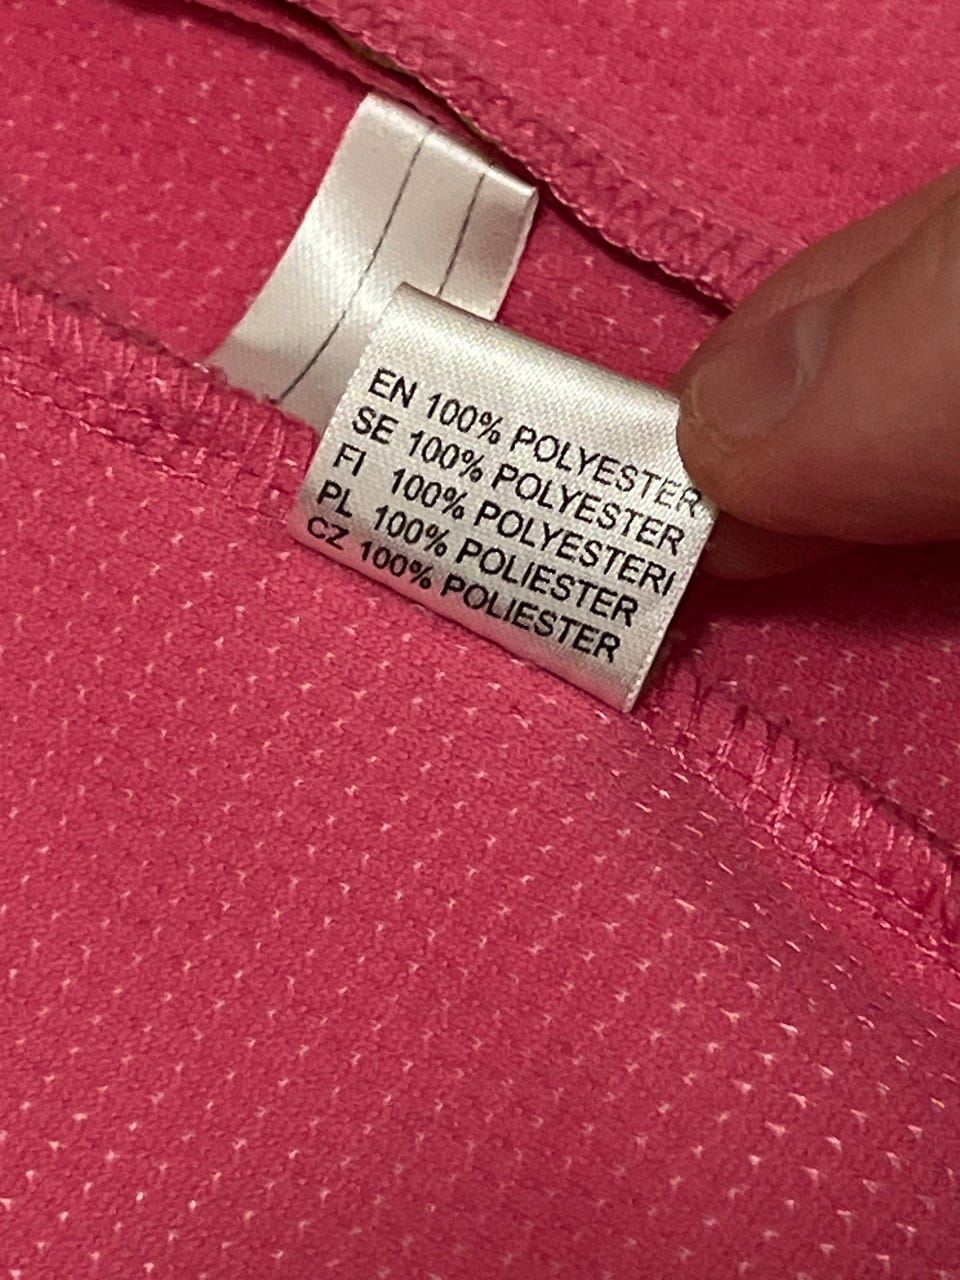 EN 100% POLYESTER
SE 100% POLYESTER
FI 100% POLYESTERI
PL 100% POLIESTER
CZ 100% POLIESTER